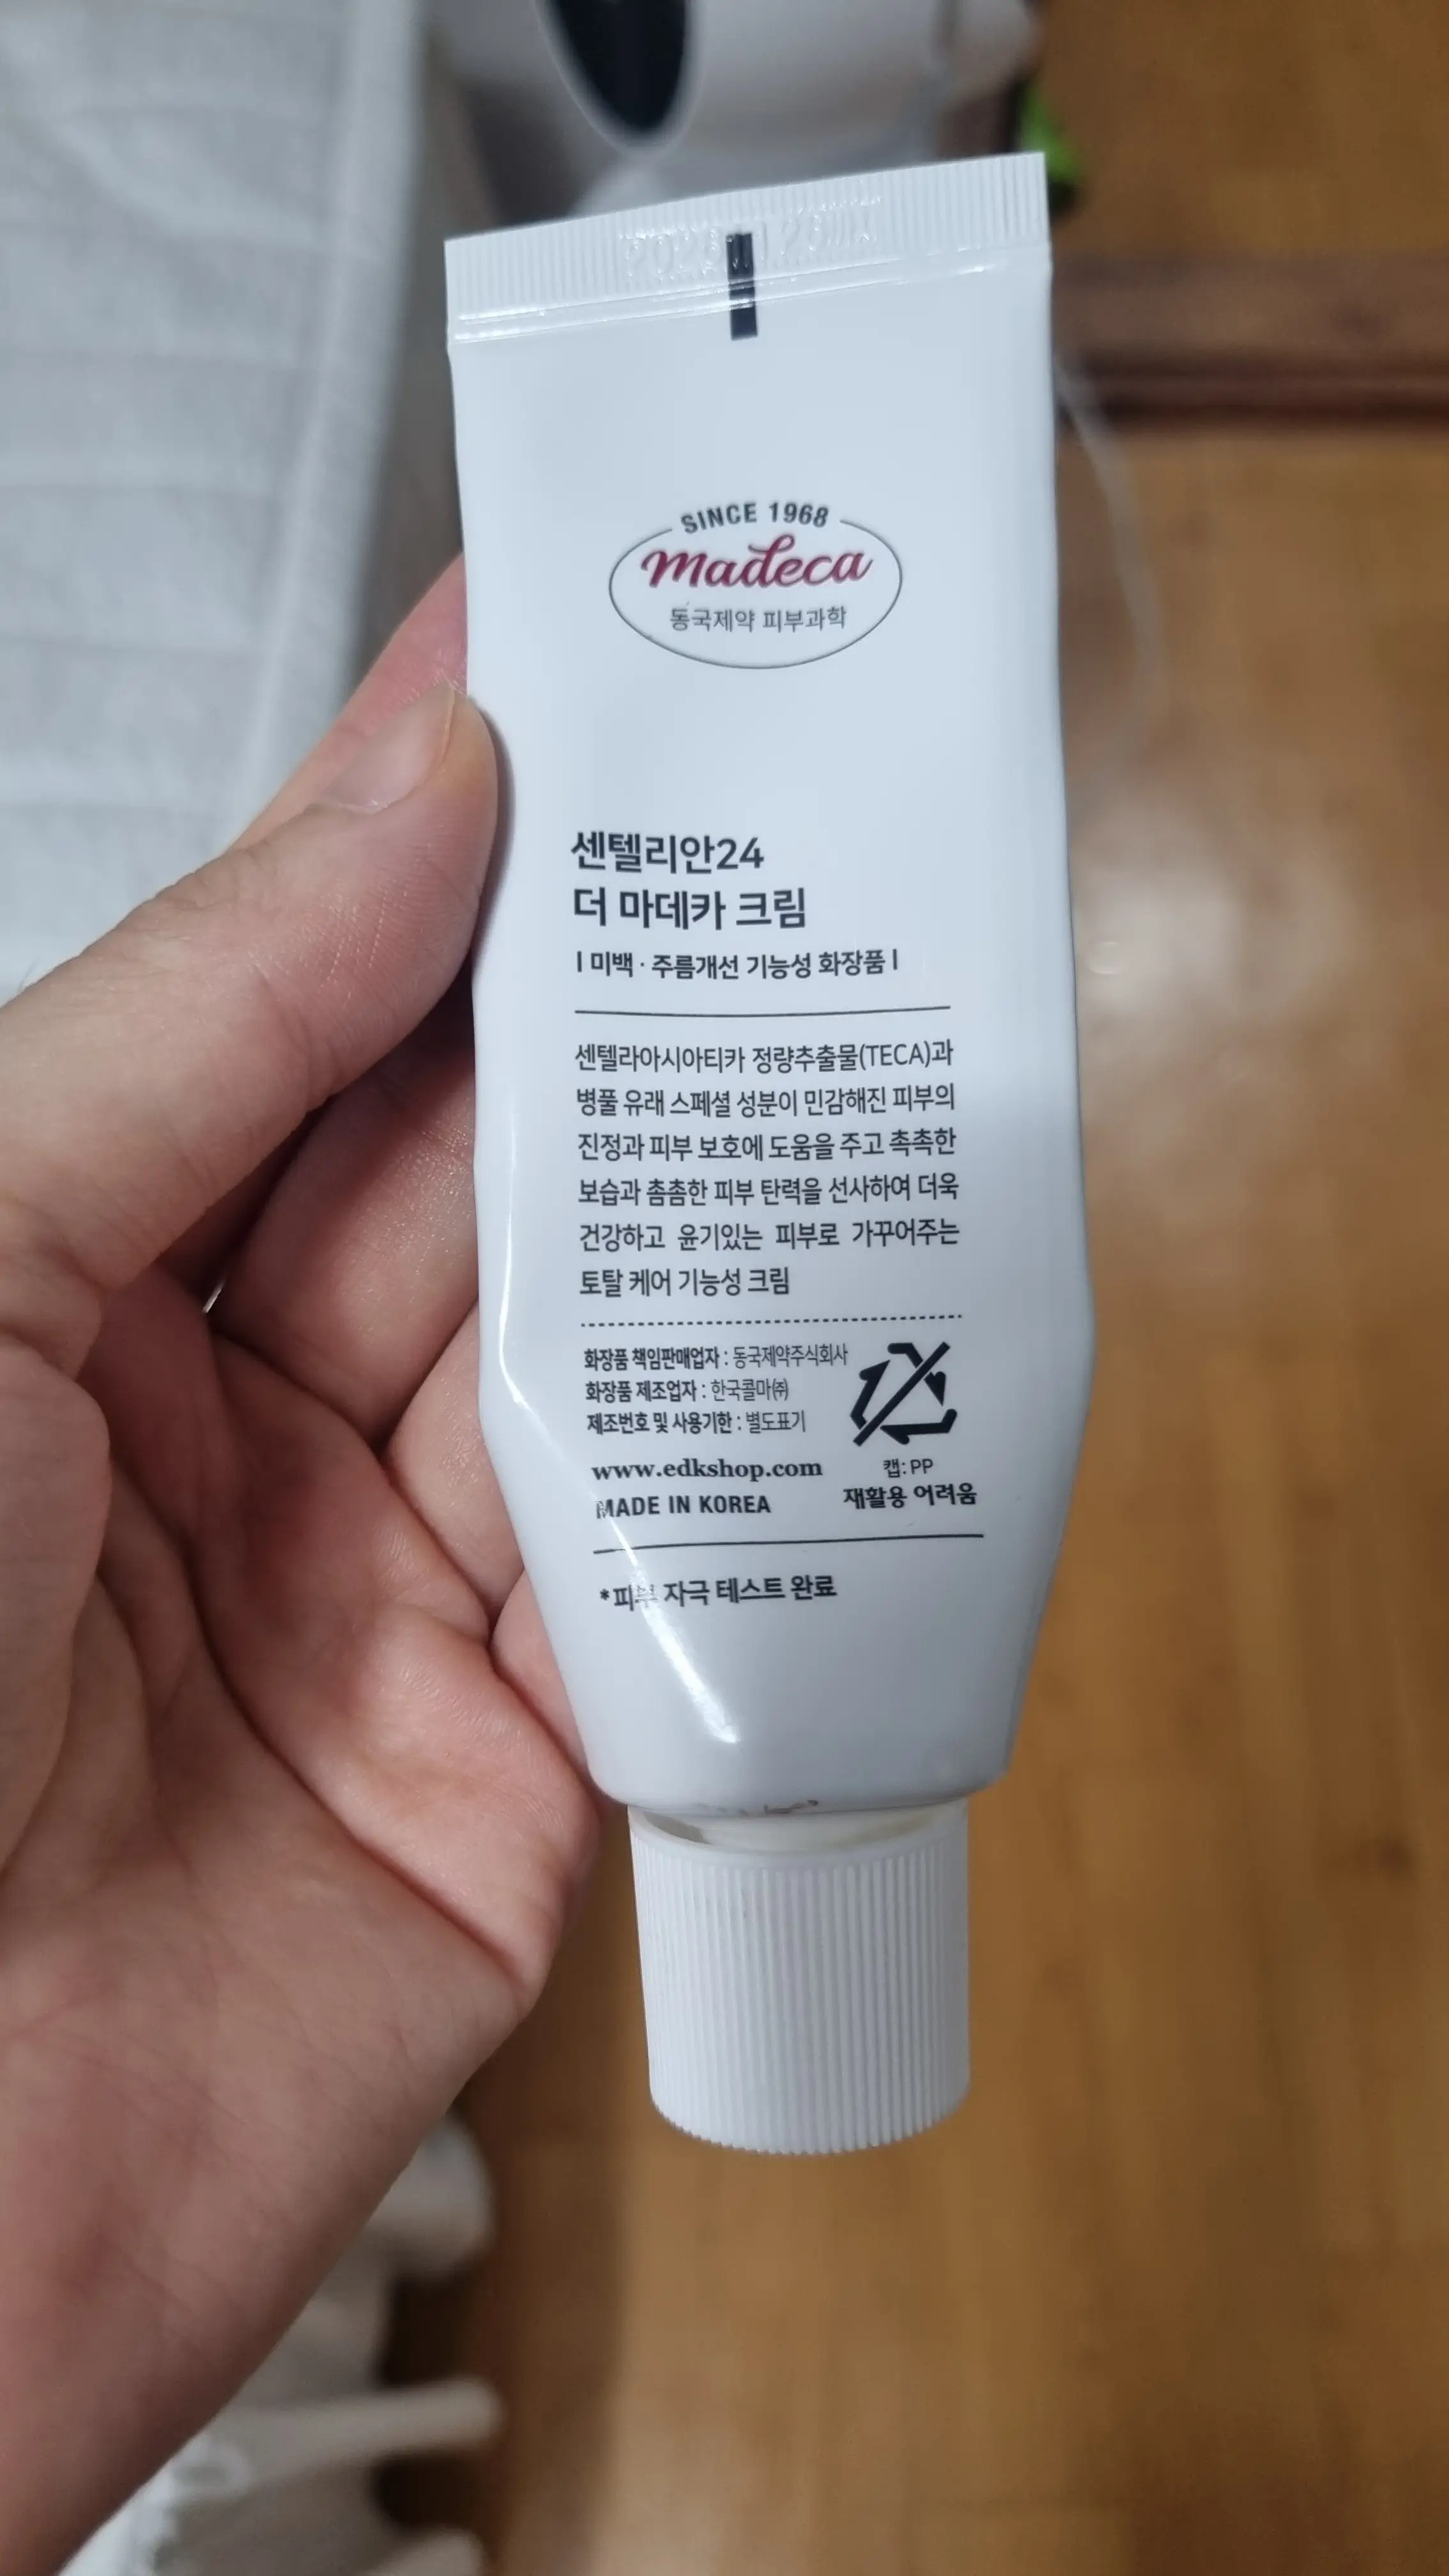 SINCE 1968
madeca
동국제약 피부과학
센텔리안24
더 마데카 크림
| 미백 · 주름개선 기능성 화장품 |
센텔라아시아티카 정량추출물(TECA)과
병풀 유래 스페셜 성분이 민감해진 피부의
진정과 피부 보호에 도움을 주고 촉촉한
보습과 촘촘한 피부 탄력을 선사하여 더욱
건강하고 윤기있는 피부로 가꾸어주는
토탈 케어 기능성 크림
화장품 책임판매업자 : 동국제약주식회사
화장품 제조업자 : 한국콜마㈜
제조번호 및 사용기한 : 별도표기
www.edkshop.com
MADE IN KOREA
캡: PP
재활용 어려움
*피부 자극 테스트 완료